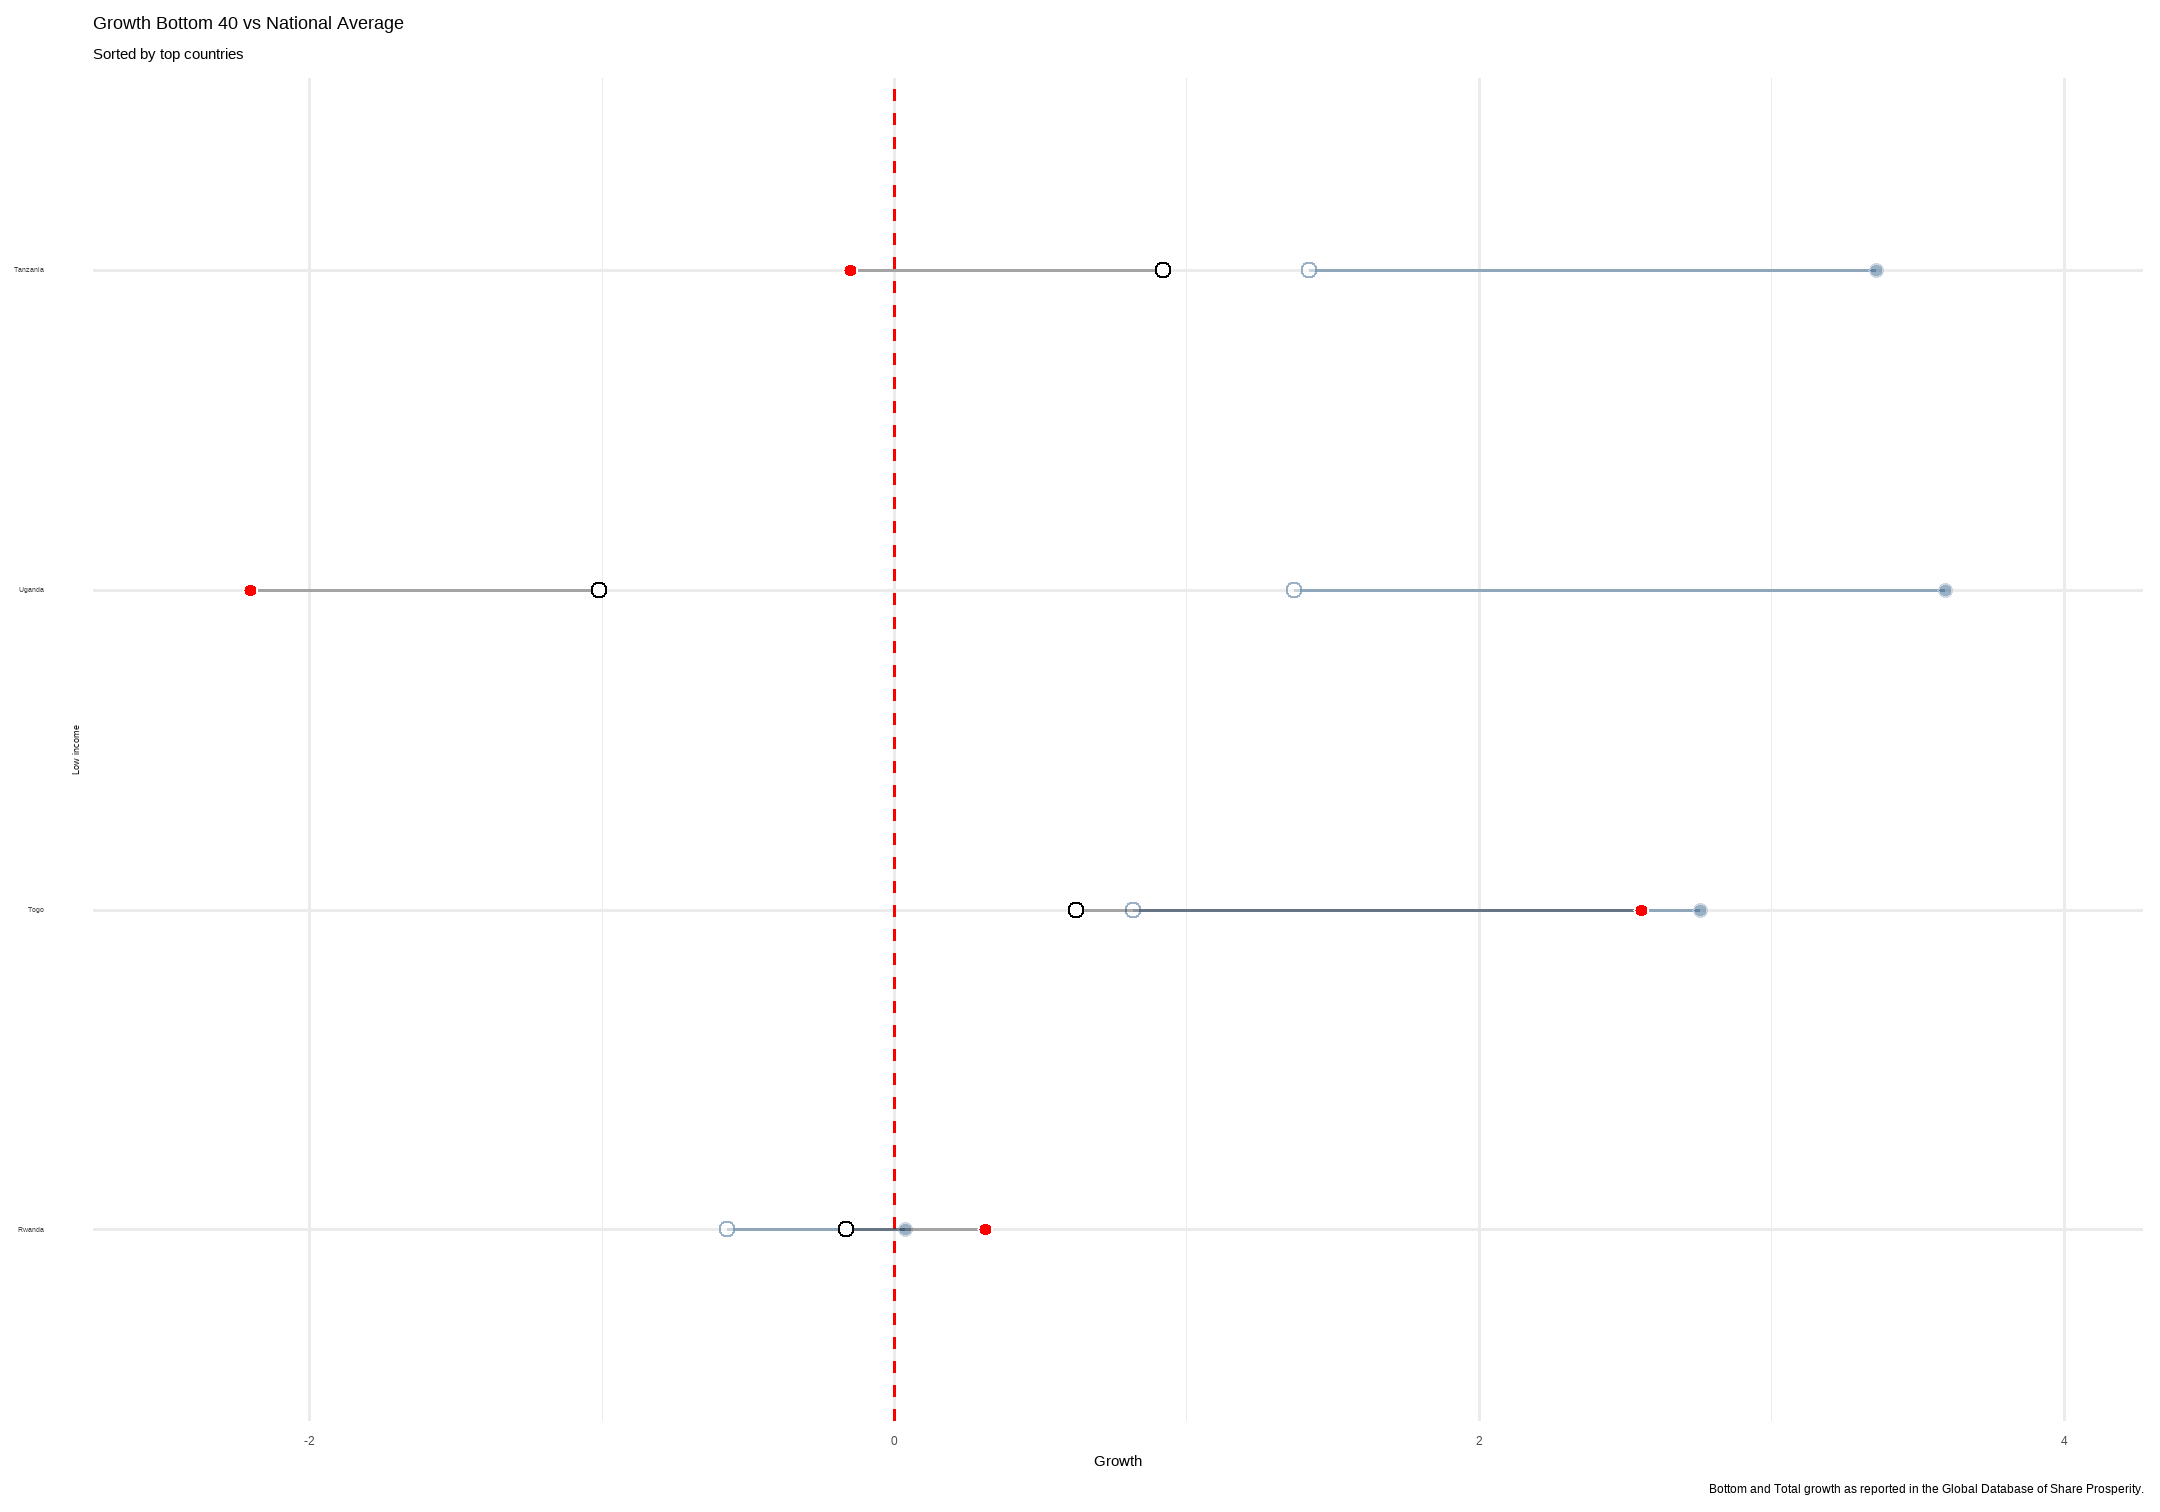 Growth Bottom 40 vs National Average
Sorted by top countries
Tanzania
Uganda
Low income
Togo
Rwanda
-2 0 2 4
Growth
Bottom and Total growth as reported in the Global Database of Share Prosperity.